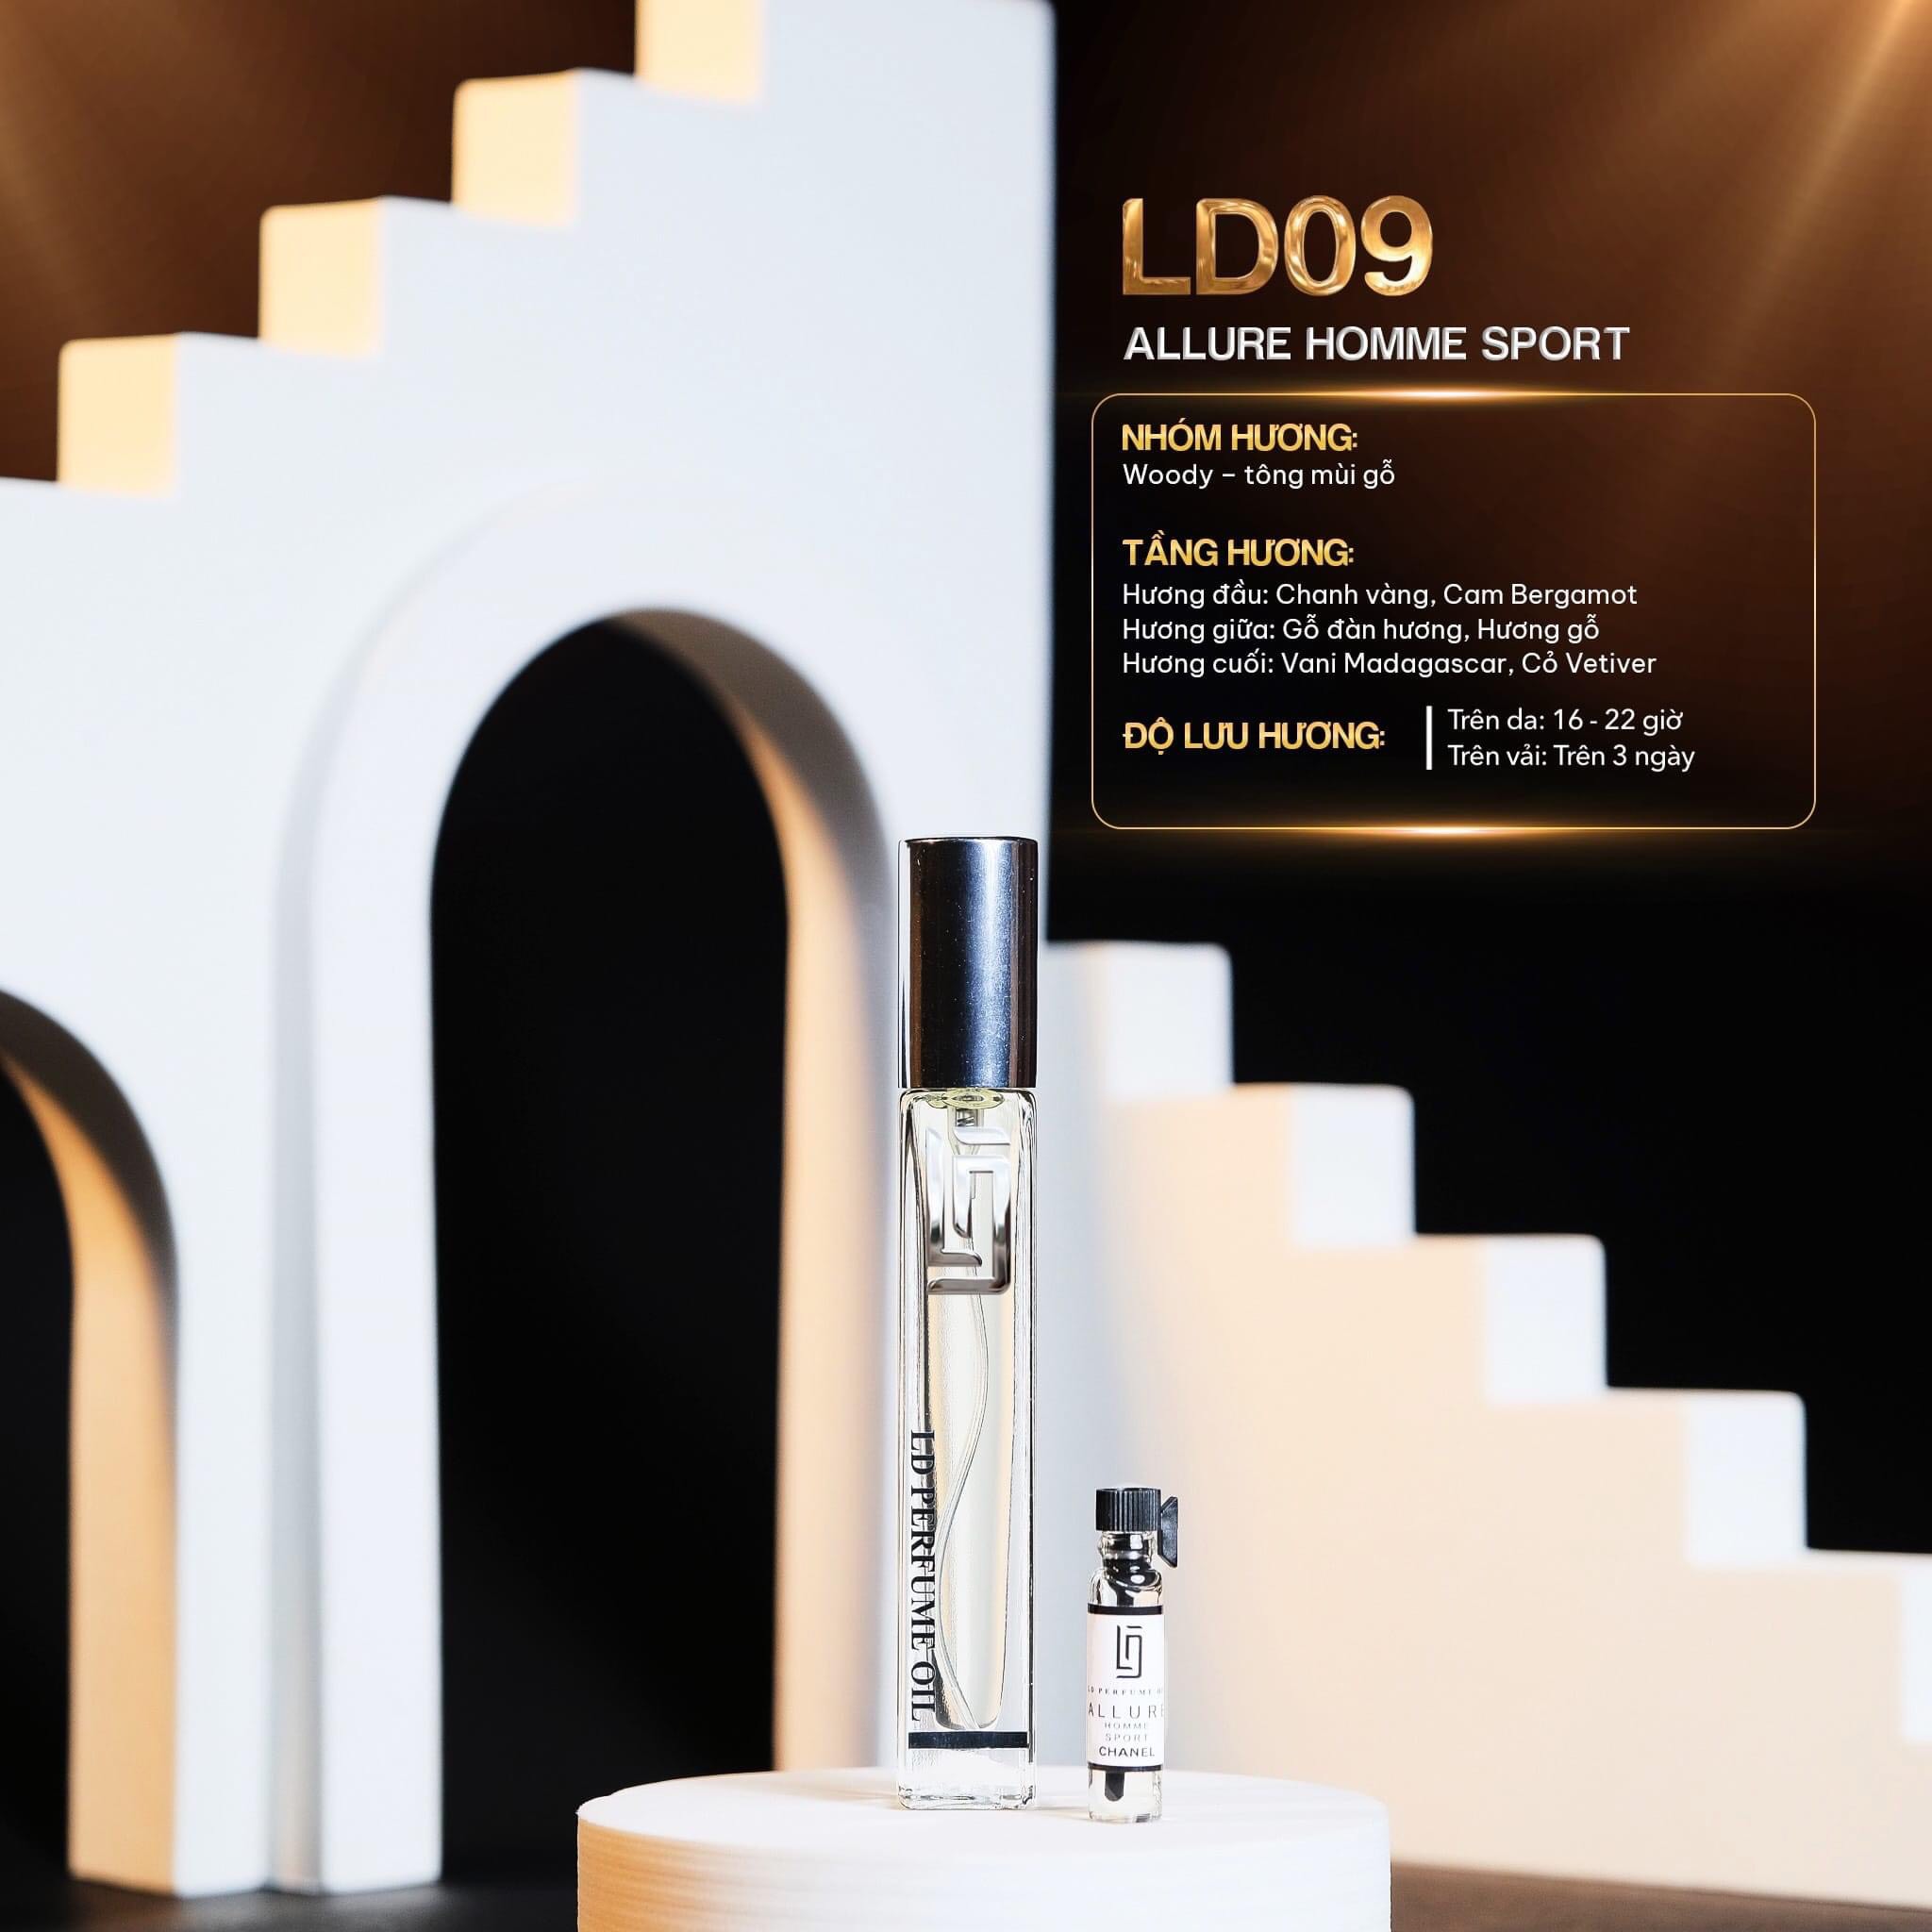 LD09
ALLURE HOMME SPORT
NHÓM HƯƠNG:
Woody – tông mùi gỗ
TẦNG HƯƠNG:
Hương đầu: Chanh vàng, Cam Bergamot
Hương giữa: Gỗ đàn hương, Hương gỗ
Hương cuối: Vani Madagascar, Cỏ Vetiver
ĐỘ LƯU HƯƠNG:
Trên da: 16 - 22 giờ
Trên vải: Trên 3 ngày
LD PERFUME OIL
LD PERFUME
ALLURE
HOMME
SPORT
CHANEL